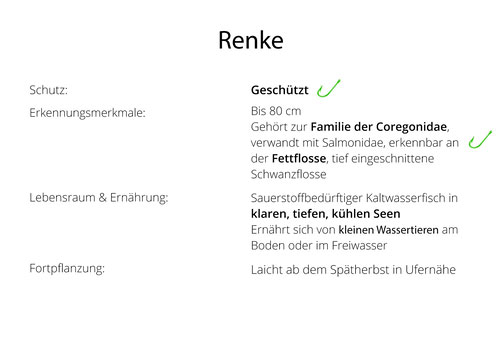 Renke
Schutz: Geschützt
Erkennungsmerkmale: Bis 80 cm
Gehört zur Familie der Coregonidae,
verwandt mit Salmonidae, erkennbar an
der Fettflosse, tief eingeschnittene
Schwanzflosse
Lebensraum & Ernährung: Sauerstoffbedürftiger Kaltwasserfisch in
klaren, tiefen, kühlen Seen
Ernährt sich von kleinen Wassertieren am
Boden oder im Freiwasser
Fortpflanzung: Laicht ab dem Spätherbst in Ufernähe